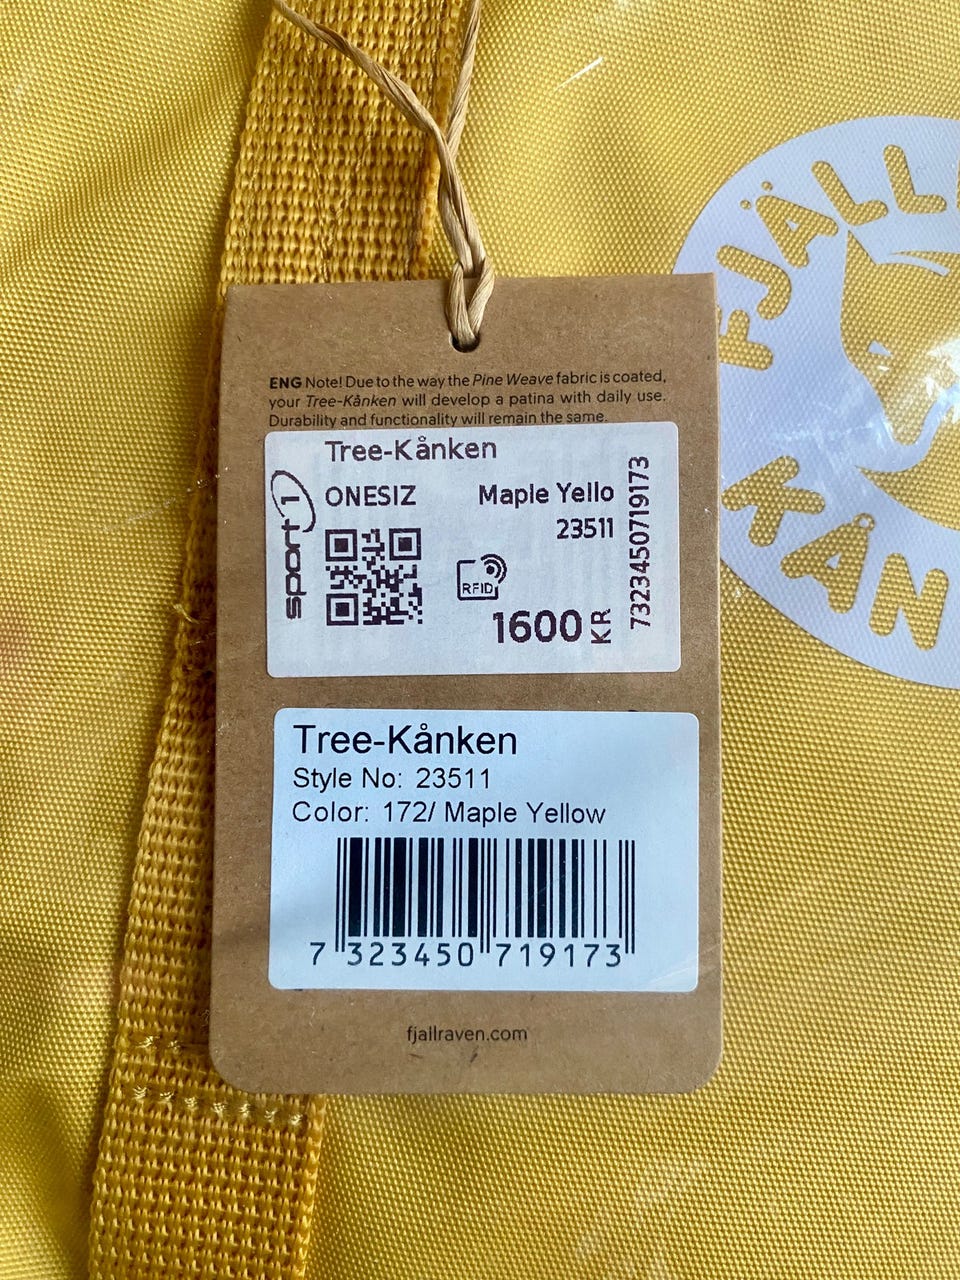 ENG Note! Due to the way the Pine Weave fabric is coated,
your Tree-Kånken will develop a patina with daily use.
Durability and functionality will remain the same.
Tree-Kånken
ONESIZ
Maple Yello
23511
sport1
RFID
1600 KR
7323450719173
Tree-Kånken
Style No: 23511
Color: 172/ Maple Yellow
7 323450 719173
fjallraven.com
FJÄLL
KÅN